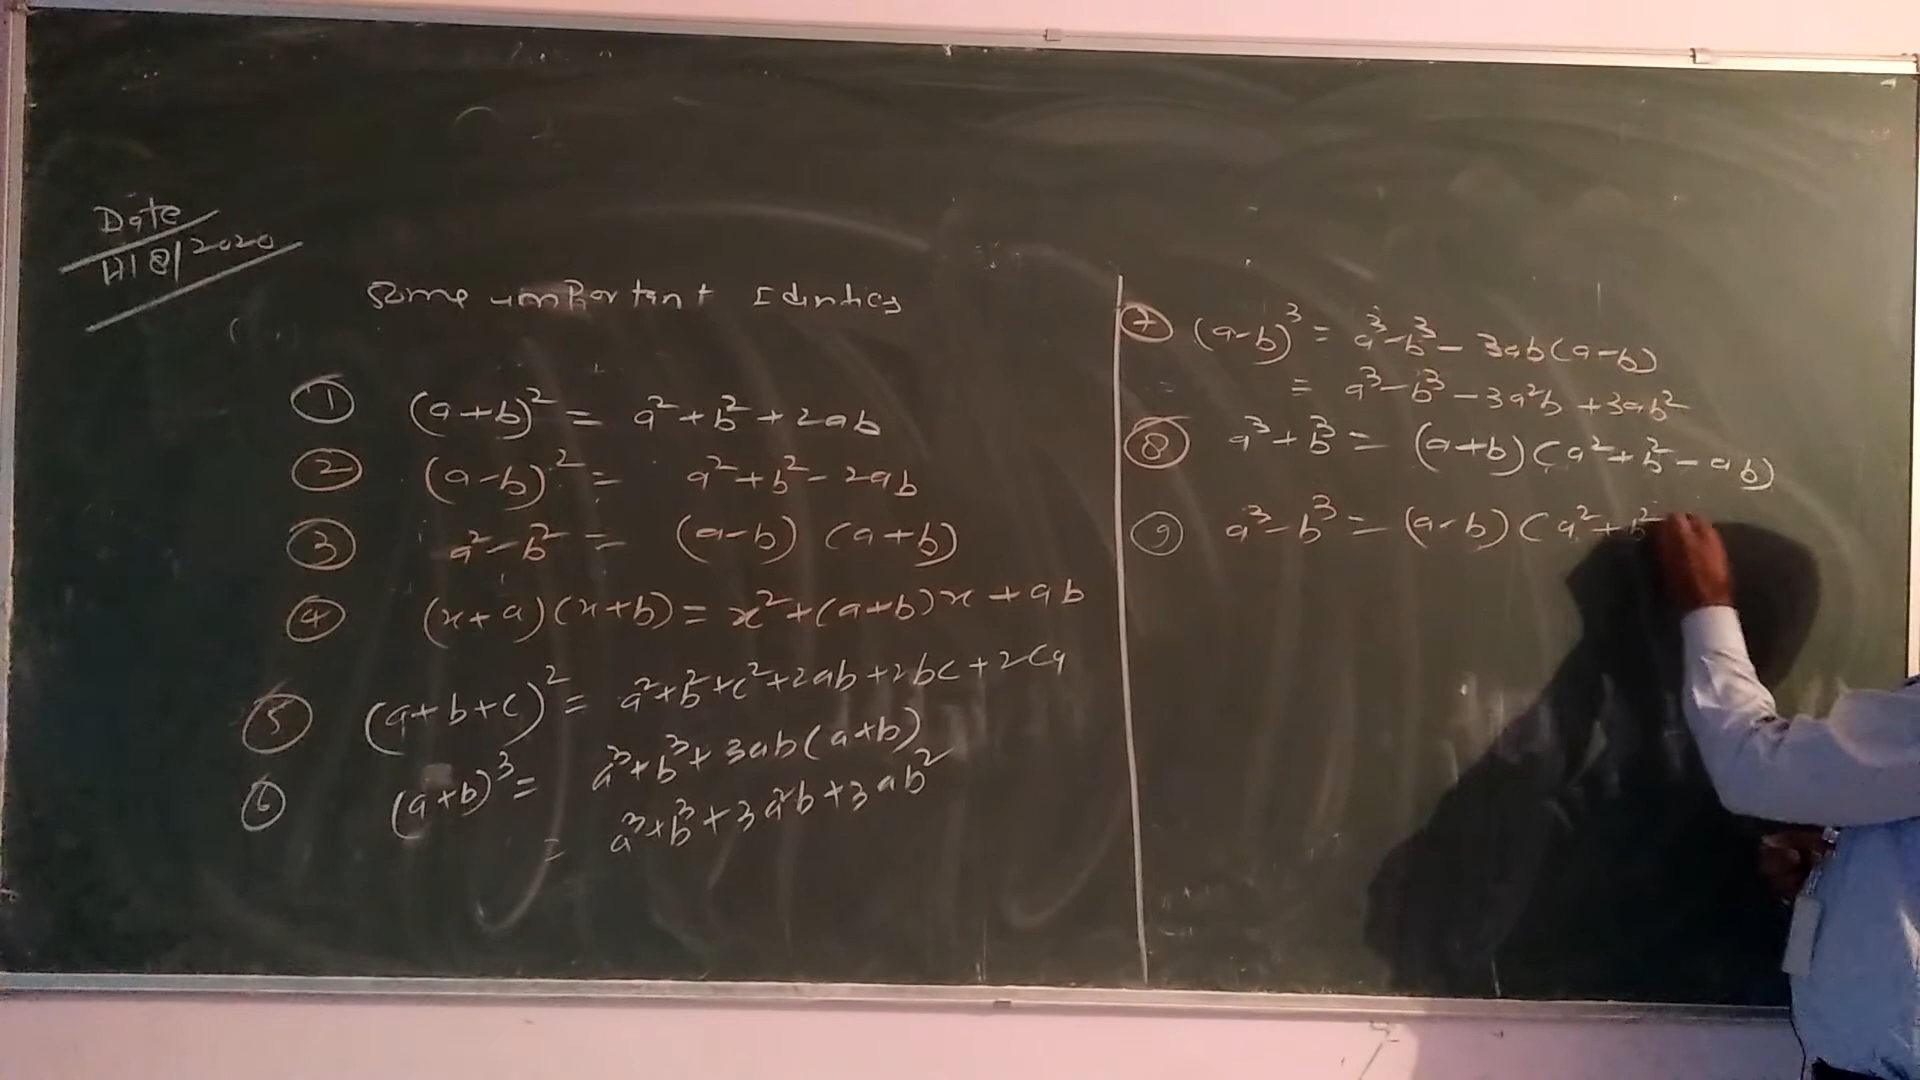 Date
11/8/2020
Some important Identies
① (a+b)² = a²+b²+2ab
② (a-b)² = a²+b²-2ab
③ a²-b² = (a-b) (a+b)
④ (x+a)(x+b) = x²+(a+b)x+ab
⑤ (a+b+c)² = a²+b²+c²+2ab+2bc+2ca
⑥ (a+b)³ = a³+b³+3ab(a+b)
= a³+b³+3a²b+3ab²
⑦ (a-b)³ = a³-b³-3ab(a-b)
= a³-b³-3a²b+3ab²
⑧ a³+b³ = (a+b)(a²+b²-ab)
⑨ a³-b³ = (a-b)(a²+b²